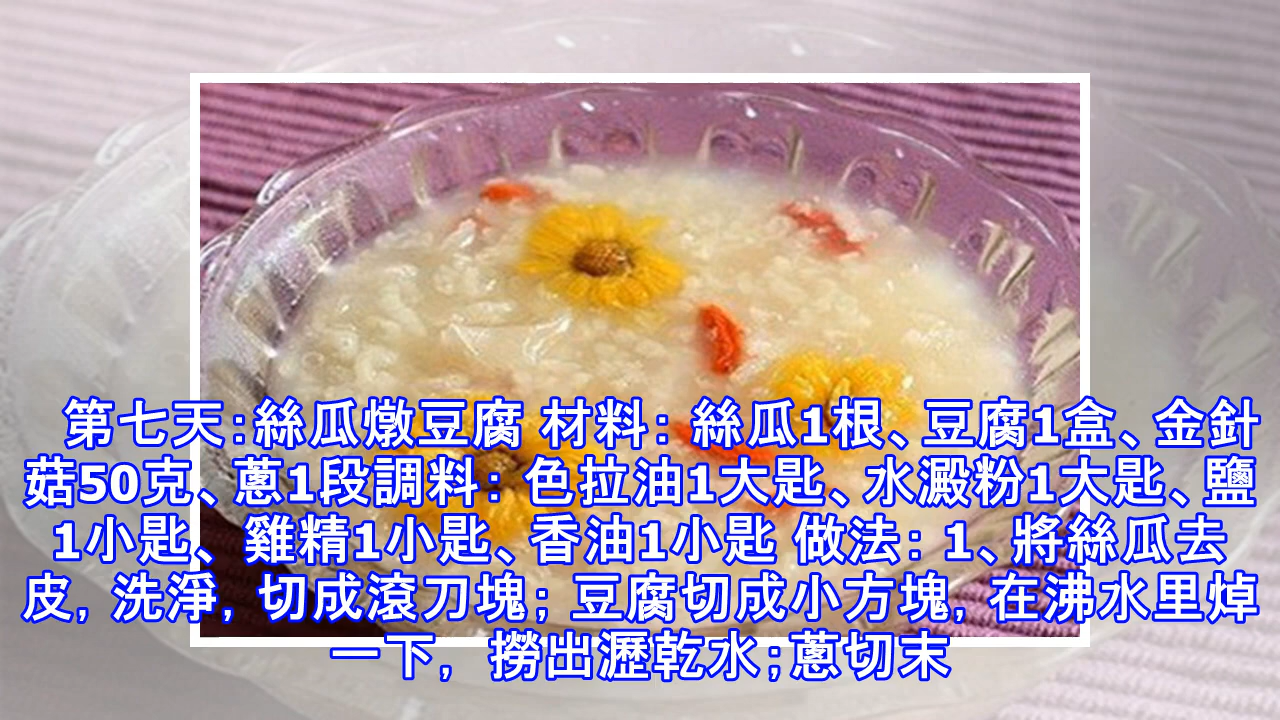 第七天:絲瓜燉豆腐 材料: 絲瓜1根、豆腐1盒、金針
菇50克、蔥1段調料: 色拉油1大匙、水澱粉1大匙、鹽
1小匙、雞精1小匙、香油1小匙 做法: 1、將絲瓜去
皮, 洗淨, 切成滾刀塊; 豆腐切成小方塊, 在沸水里焯
一下, 撈出瀝乾水;蔥切末